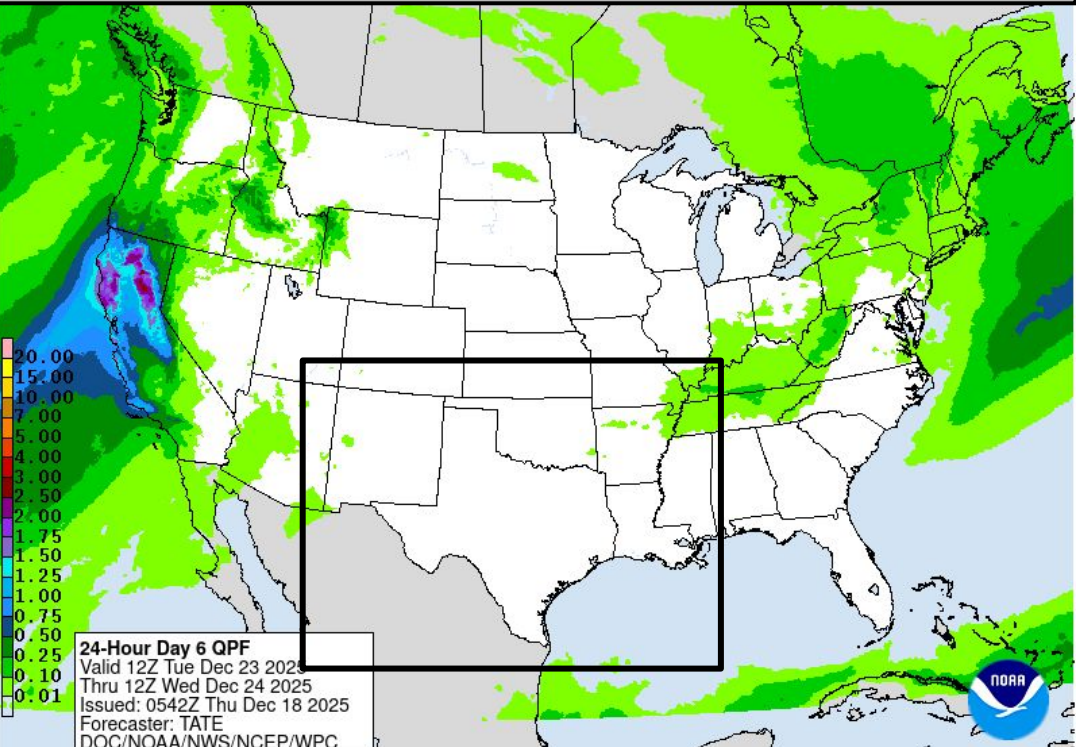 20.00
15.00
10.00
7.00
5.00
4.00
3.00
2.50
2.00
1.75
1.50
1.25
1.00
0.75
0.50
0.25
0.10
0.01
24-Hour Day 6 QPF
Valid 12Z Tue Dec 23 2025
Thru 12Z Wed Dec 24 2025
Issued: 0542Z Thu Dec 18 2025
Forecaster: TATE
DOC/NOAA/NWS/NCEP/WPC
NOAA